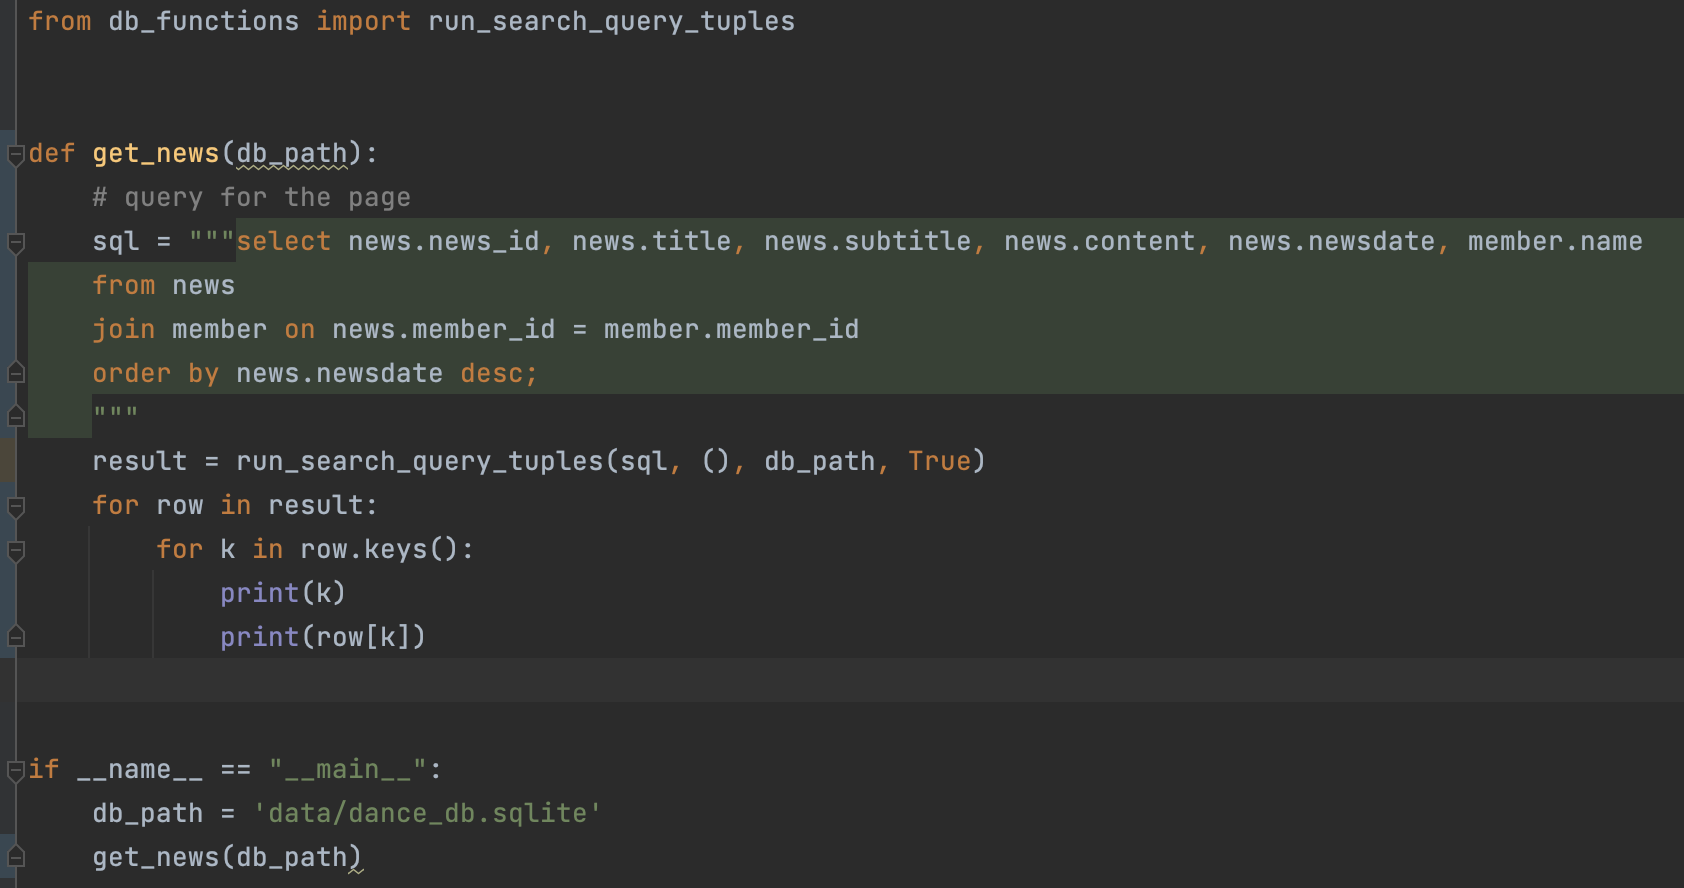 from db_functions import run_search_query_tuples
def get_news(db_path):
    # query for the page
    sql = """select news.news_id, news.title, news.subtitle, news.content, news.newsdate, member.name
    from news
    join member on news.member_id = member.member_id
    order by news.newsdate desc;
    """
    result = run_search_query_tuples(sql, (), db_path, True)
    for row in result:
        for k in row.keys():
            print(k)
            print(row[k])
if __name__ == "__main__":
    db_path = 'data/dance_db.sqlite'
    get_news(db_path)